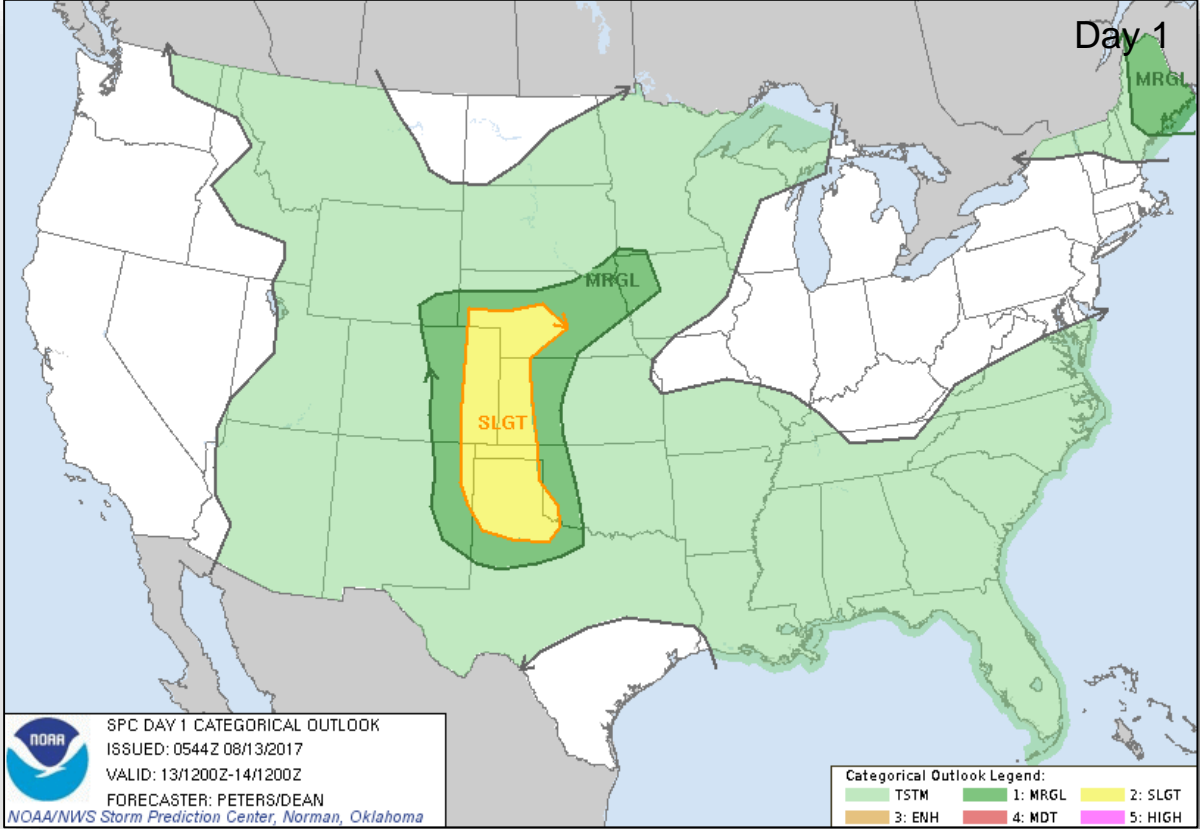 Day 1
MRGL
MRGL
SLGT
NOAA
SPC DAY 1 CATEGORICAL OUTLOOK
ISSUED: 0544Z 08/13/2017
VALID: 13/1200Z-14/1200Z
FORECASTER: PETERS/DEAN
NOAA/NWS Storm Prediction Center, Norman, Oklahoma
Categorical Outlook Legend:
TSTM 1: MRGL 2: SLGT
3: ENH 4: MDT 5: HIGH